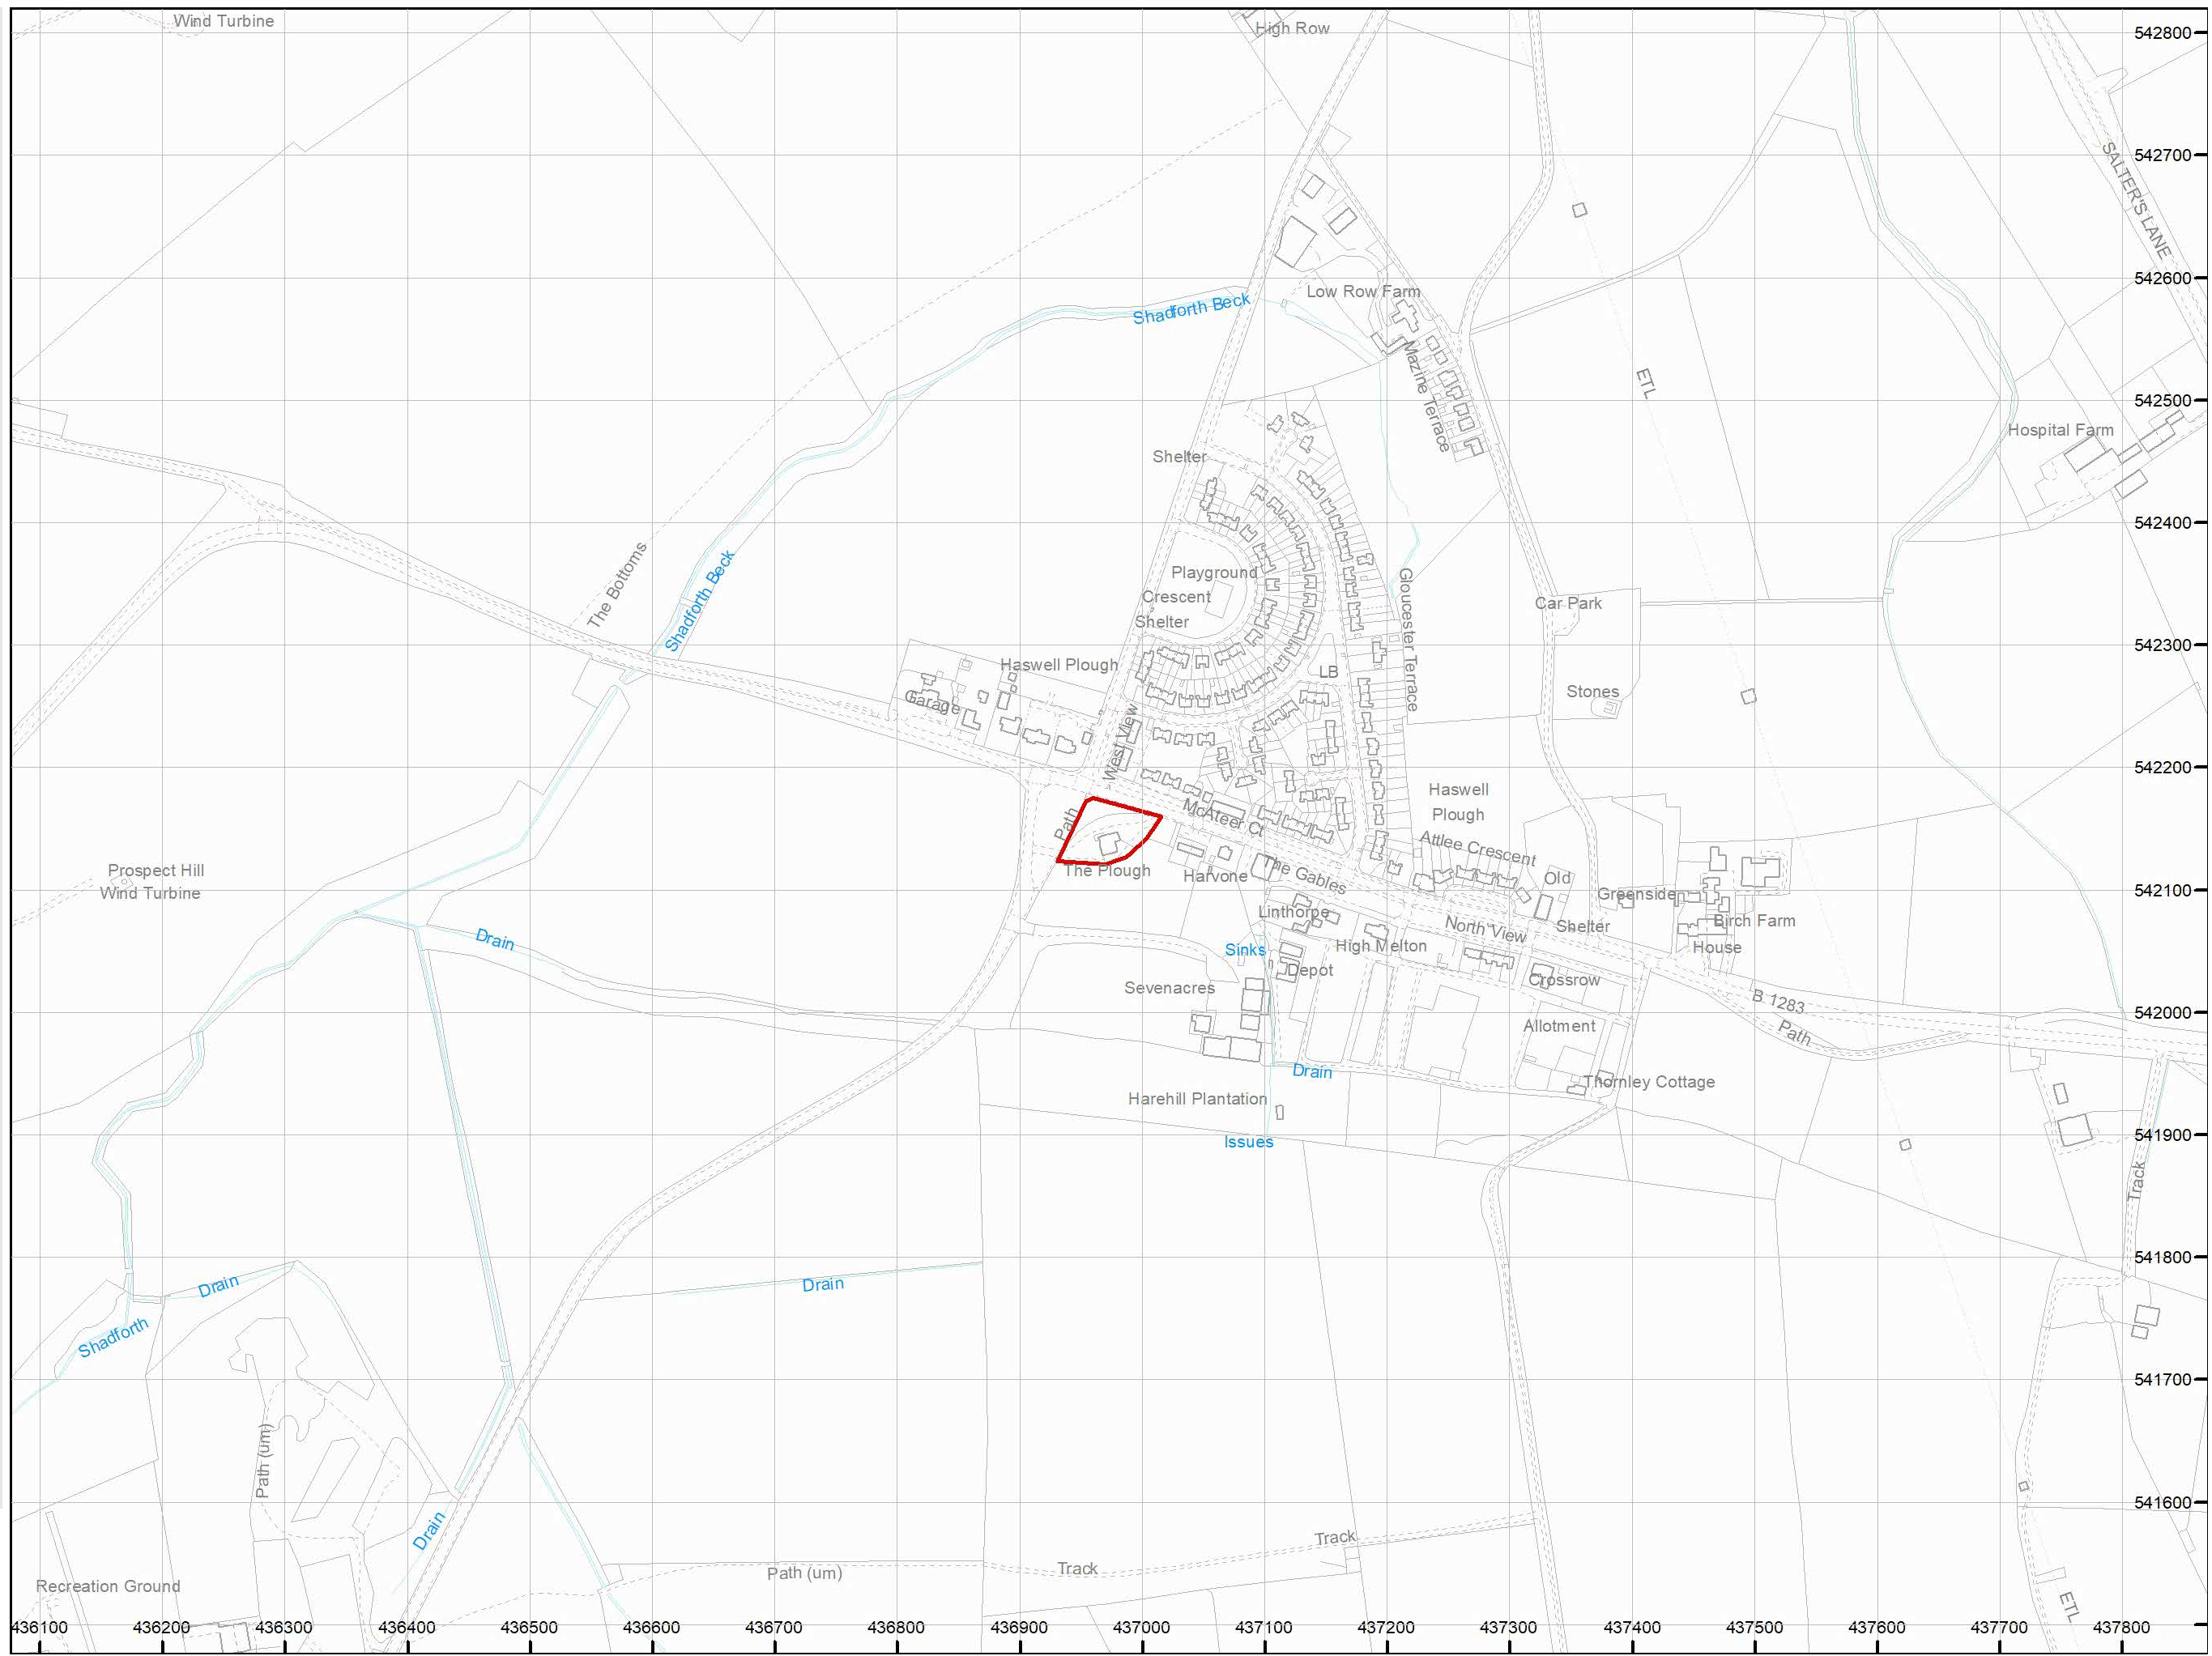 Wind Turbine
High Row
542800
542700
SALTER'S LANE
542600
Low Row Farm
Shadforth Beck
Mazine Terrace
ETL
542500
Hospital Farm
Shelter
542400
The Bottoms
Shadforth Beck
Playground
Crescent
Shelter
Gloucester Terrace
Car Park
542300
Haswell Plough
LB
Garage
Stones
West View
542200
Haswell
Plough
McAteer Ct
Path
Attlee Crescent
Prospect Hill
Wind Turbine
The Plough
Harvone
The Gables
Old
Greenside
542100
Linthorpe
North View
Shelter
Birch Farm
House
Drain
Sinks
High Melton
Depot
Crossrow
Sevenacres
B 1283
542000
Allotment
Path
Drain
Thornley Cottage
Harehill Plantation
Issues
541900
Track
541800
Drain
Drain
Shadforth
541700
Path (um)
541600
Drain
Track
Path (um)
Track
Recreation Ground
ETL
436100
436200
436300
436400
436500
436600
436700
436800
436900
437000
437100
437200
437300
437400
437500
437600
437700
437800